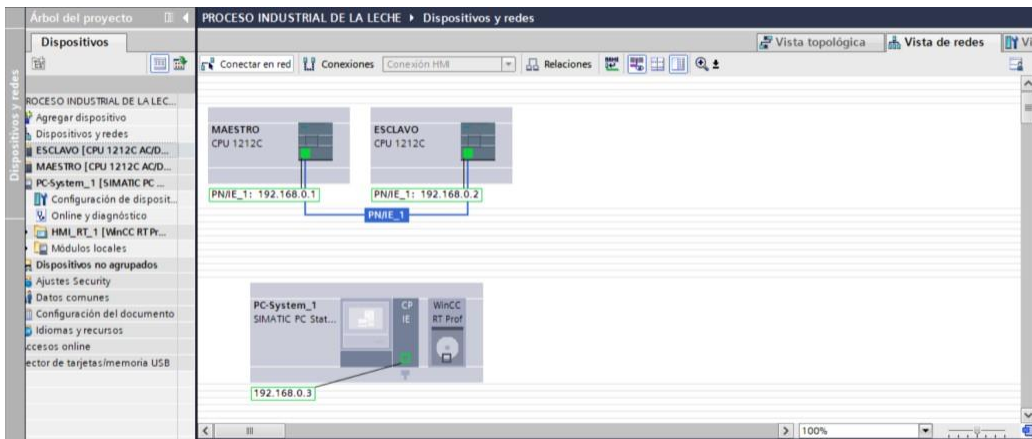 Árbol del proyecto
PROCESO INDUSTRIAL DE LA LECHE ▸ Dispositivos y redes
Dispositivos
Vista topológica
Vista de redes
Vi
Conectar en red
Conexiones
Conexión HMI
Relaciones
Dispositivos y redes
ROCESO INDUSTRIAL DE LA LEC...
Agregar dispositivo
Dispositivos y redes
ESCLAVO [CPU 1212C AC/D...
MAESTRO [CPU 1212C AC/D...
PC-System_1 [SIMATIC PC ...
Configuración de disposit...
Online y diagnóstico
HMI_RT_1 [WinCC RT Pr...
Módulos locales
Dispositivos no agrupados
Ajustes Security
Datos comunes
Configuración del documento
Idiomas y recursos
ccesos online
ector de tarjetas/memoria USB
MAESTRO
CPU 1212C
ESCLAVO
CPU 1212C
PN/IE_1: 192.168.0.1
PN/IE_1: 192.168.0.2
PN/IE_1
PC-System_1
SIMATIC PC Stat...
CP
IE
WinCC
RT Prof
192.168.0.3
100%